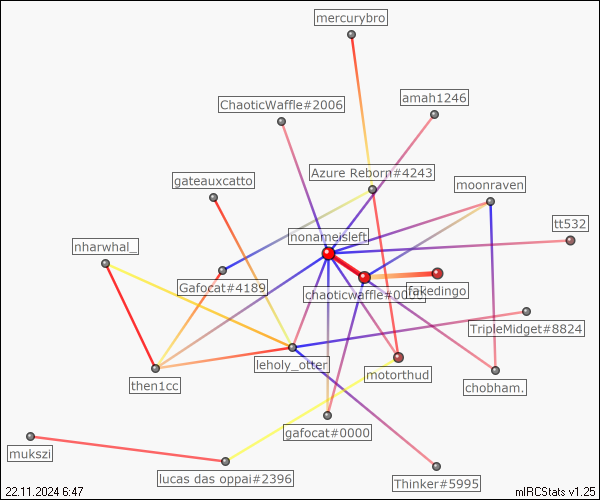 mercurybro
ChaoticWaffle#2006
amah1246
Azure Reborn#4243
gateauxcatto
moonraven
tt532
nonameisleft
nharwhal_
Gafocat#4189
chaoticwaffle#0000
fakedingo
TripleMidget#8824
leholy_otter
motorthud
then1cc
chobham.
gafocat#0000
mukszi
lucas das oppai#2396
Thinker#5995
22.11.2024 6:47
mIRCStats v1.25